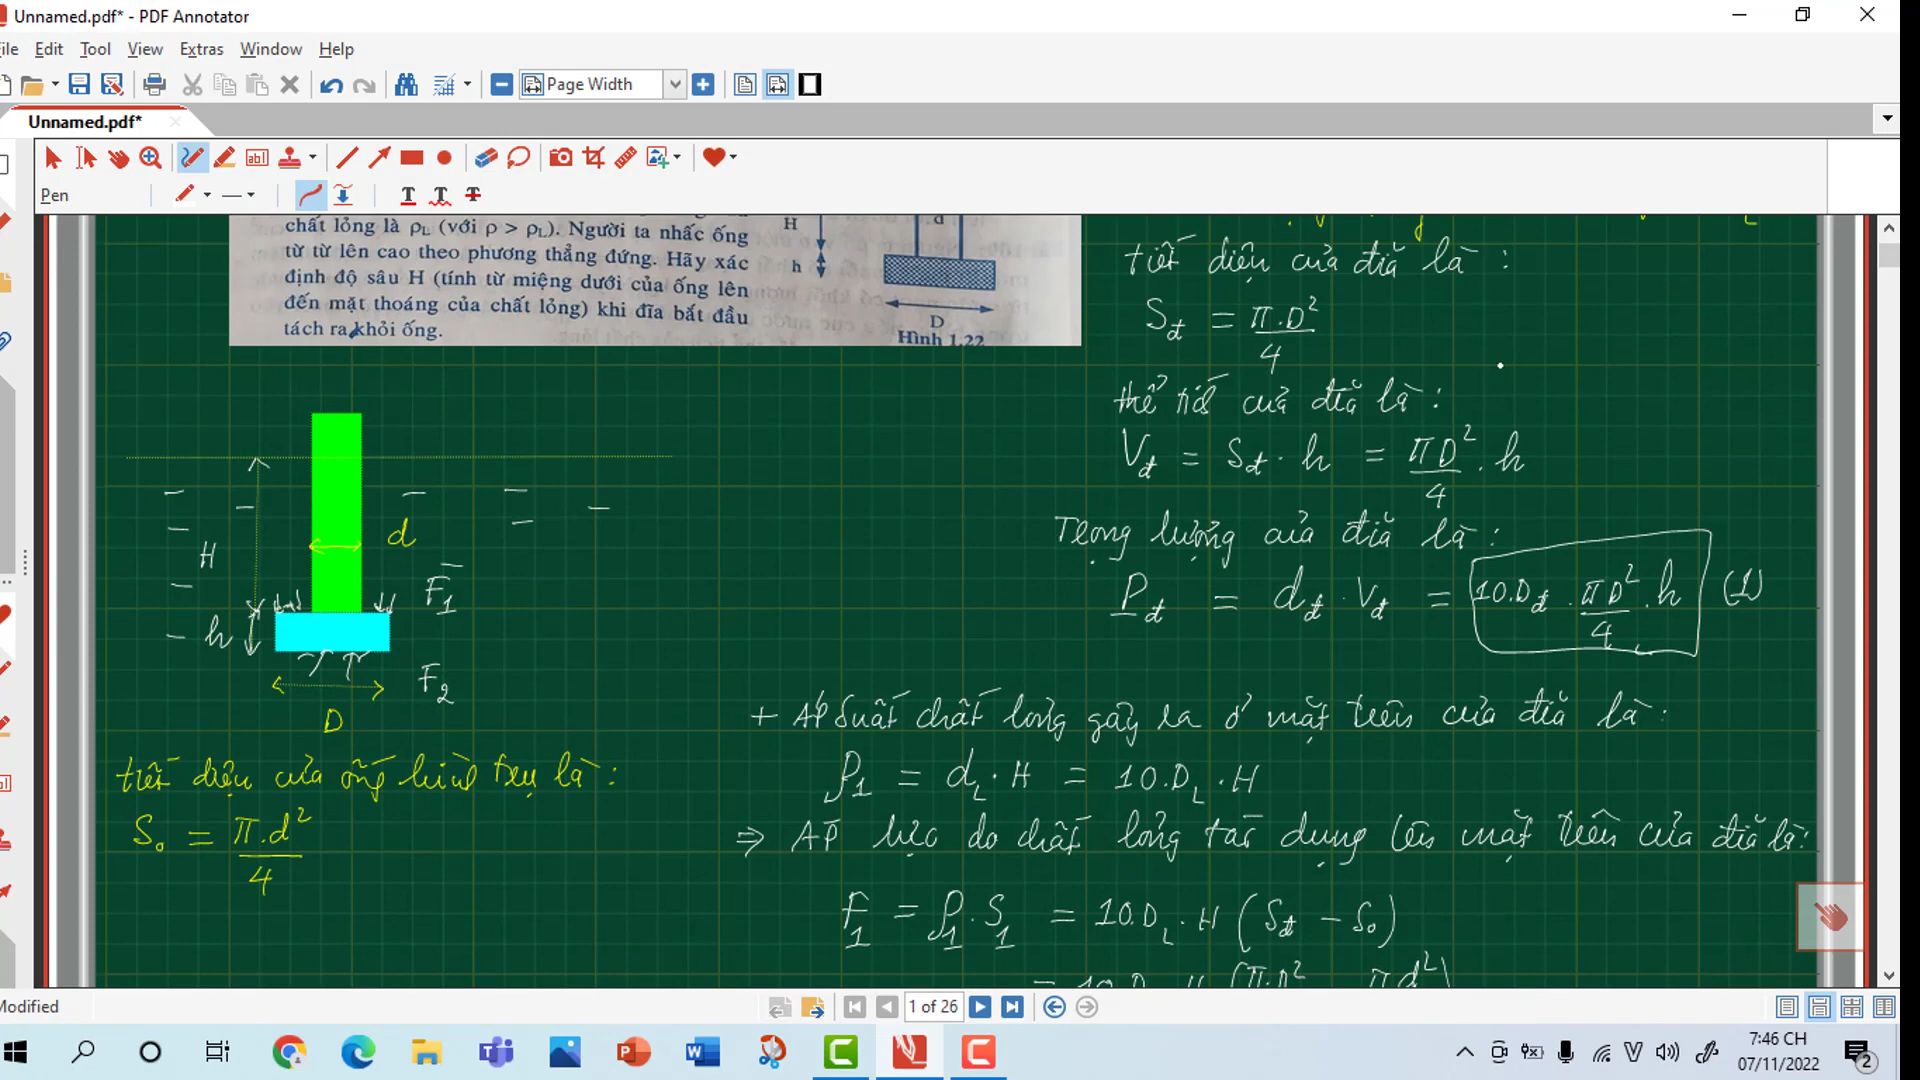 Unnamed.pdf* - PDF Annotator
File Edit Tool View Extras Window Help
Page Width
Unnamed.pdf*
Pen
chất lỏng là ρL (với ρ > ρL). Người ta nhấc ống
từ từ lên cao theo phương thẳng đứng. Hãy xác
định độ sâu H (tính từ miệng dưới của ống lên
đến mặt thoáng của chất lỏng) khi đĩa bắt đầu
tách ra khỏi ống.
H
d
h
D
Hình 1.22
tiết diện của đĩa là :
Sđ = π.D²/4
thể tích của đĩa là :
Vđ = Sđ . h = πD²/4 . h
Trọng lượng của đĩa là :
Pđ = dđ . Vđ = 10.Dđ . πD²/4 . h (1)
H
d
F1
h
F2
D
tiết diện của ống hình trụ là :
S₀ = π.d²/4
+ Áp suất chất lỏng gây ra ở mặt trên của đĩa là :
p1 = dL . H = 10.DL . H
⇒ Áp lực do chất lỏng tác dụng lên mặt trên của đĩa là :
F1 = p1 . S1 = 10.DL . H (Sđ − S₀)
Modified
1 of 26
7:46 CH
07/11/2022
2